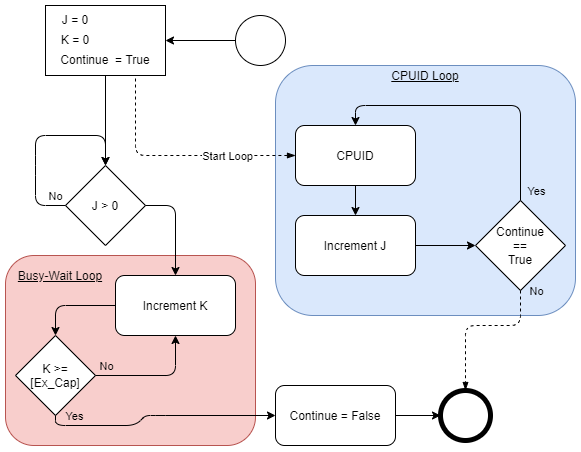 J = 0
K = 0
Continue = True
CPUID Loop
Start Loop
CPUID
No
J > 0
Yes
Increment J
Continue
==
True
No
Busy-Wait Loop
Increment K
K >=
[Ex_Cap]
No
Yes
Continue = False